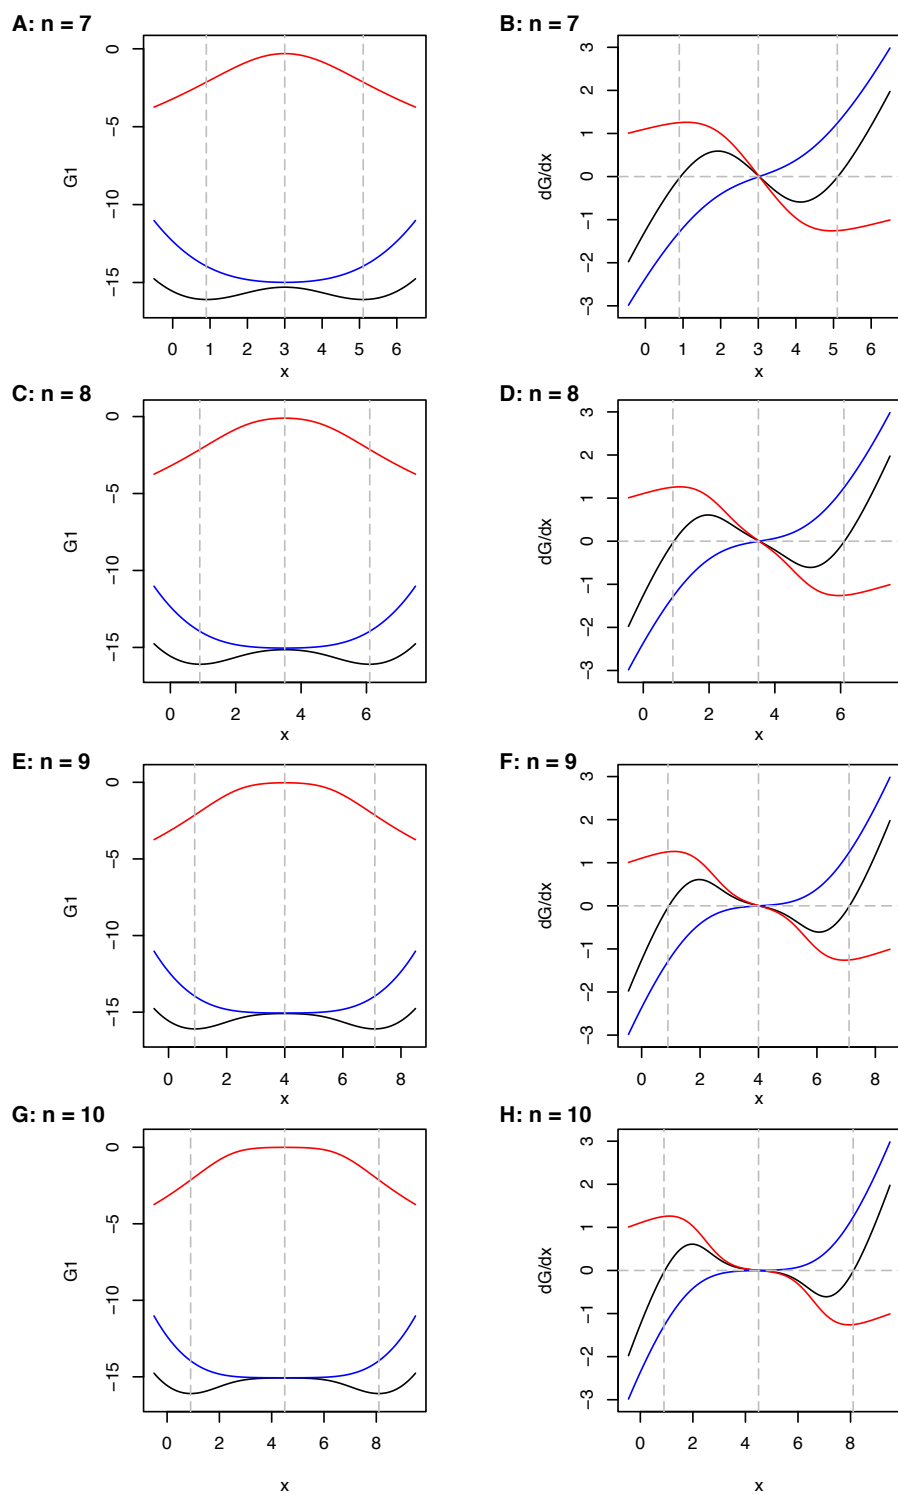 A: n = 7
G1
0
−5
−10
−15
0 1 2 3 4 5 6
x
B: n = 7
dG/dx
3
2
1
0
−1
−2
−3
0 1 2 3 4 5 6
x
C: n = 8
G1
0
−5
−10
−15
0 2 4 6
x
D: n = 8
dG/dx
3
2
1
0
−1
−2
−3
0 2 4 6
x
E: n = 9
G1
0
−5
−10
−15
0 2 4 6 8
x
F: n = 9
dG/dx
3
2
1
0
−1
−2
−3
0 2 4 6 8
x
G: n = 10
G1
0
−5
−10
−15
0 2 4 6 8
x
H: n = 10
dG/dx
3
2
1
0
−1
−2
−3
0 2 4 6 8
x